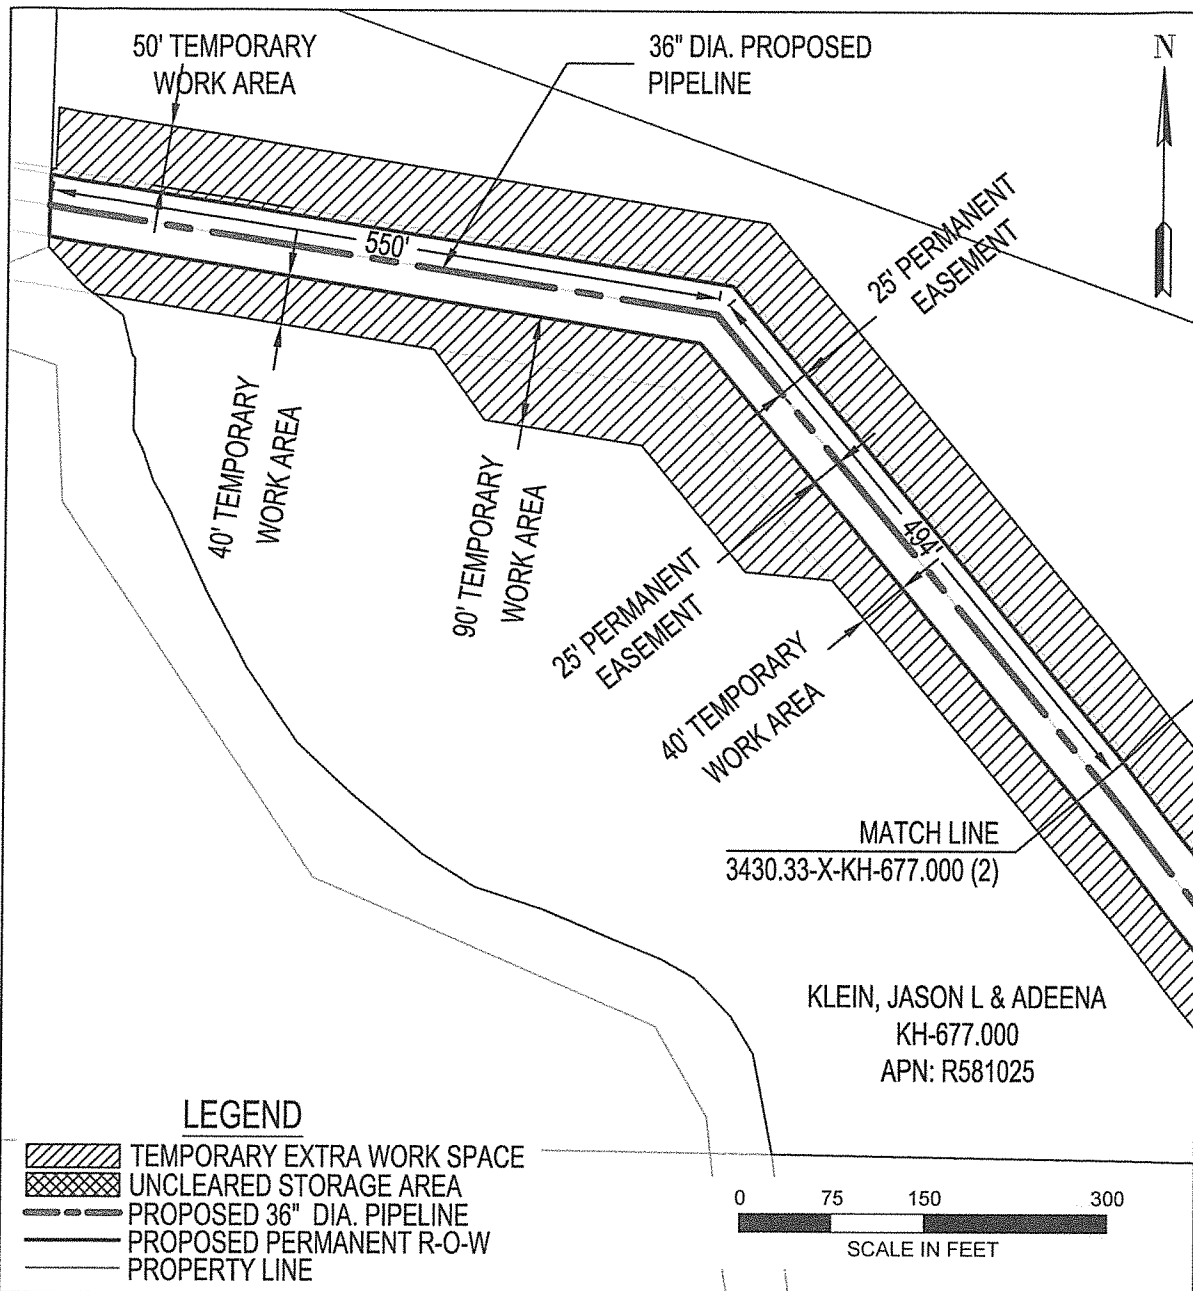 50' TEMPORARY
WORK AREA
36" DIA. PROPOSED
PIPELINE
N
25' PERMANENT
EASEMENT
550'
40' TEMPORARY
WORK AREA
90' TEMPORARY
WORK AREA
494'
25' PERMANENT
EASEMENT
40' TEMPORARY
WORK AREA
MATCH LINE
3430.33-X-KH-677.000 (2)
KLEIN, JASON L & ADEENA
KH-677.000
APN: R581025
LEGEND
TEMPORARY EXTRA WORK SPACE
UNCLEARED STORAGE AREA
PROPOSED 36" DIA. PIPELINE
PROPOSED PERMANENT R-O-W
PROPERTY LINE
0 75 150 300
SCALE IN FEET